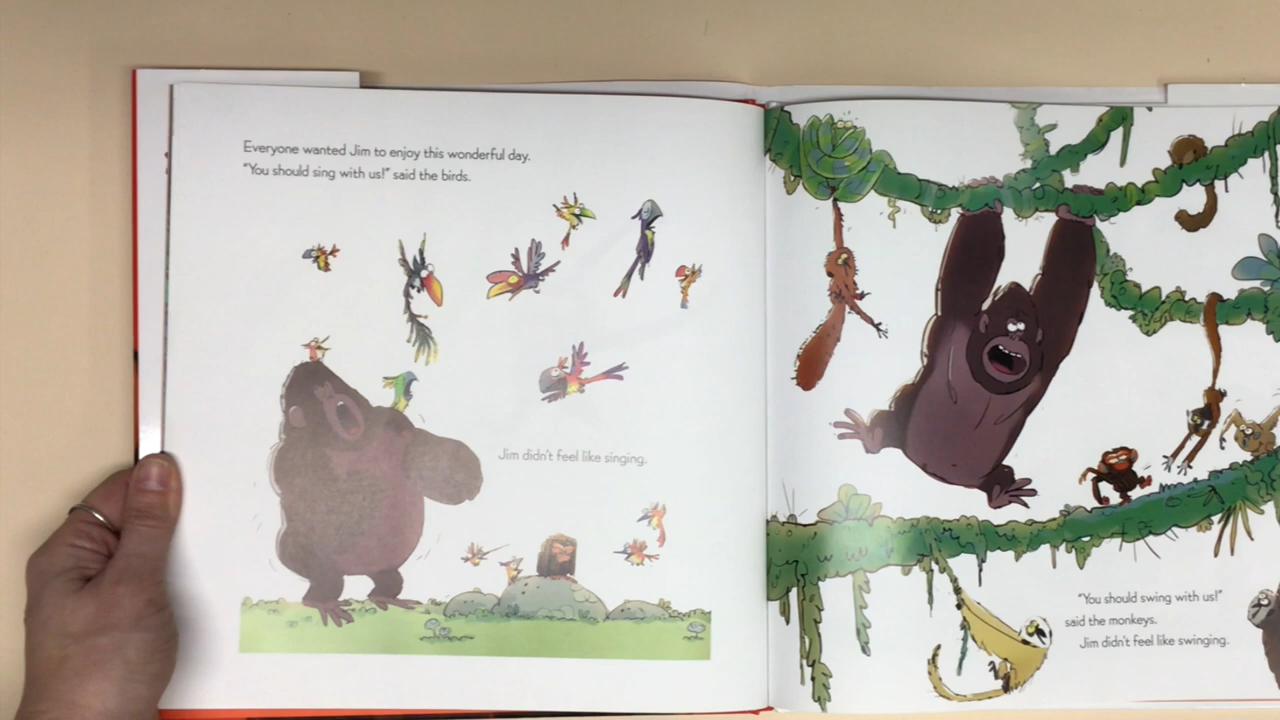 Everyone wanted Jim to enjoy this wonderful day.
"You should sing with us!" said the birds.
Jim didn't feel like singing.
"You should swing with us!"
said the monkeys.
Jim didn't feel like swinging.